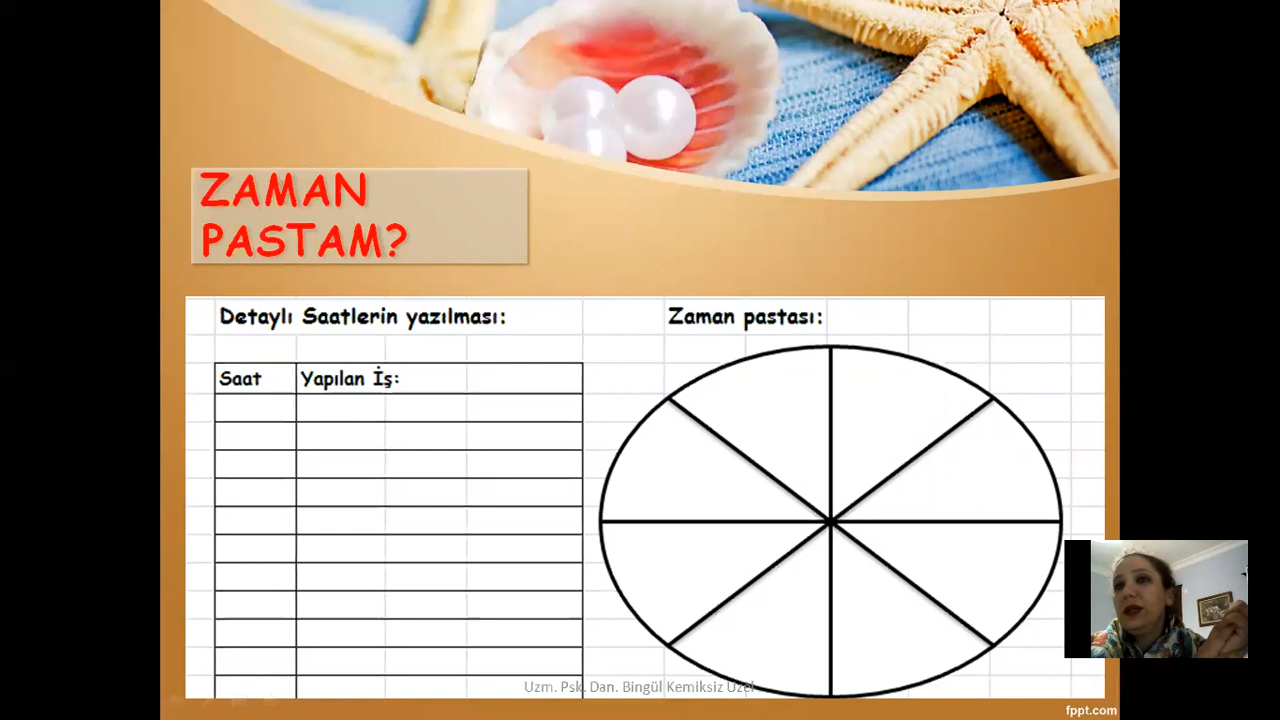 ZAMAN
PASTAM?
Detaylı Saatlerin yazılması:
Zaman pastası:
Saat
Yapılan İş:
Uzm. Psk. Dan. Bingül Kemiksiz Uzel
fppt.com